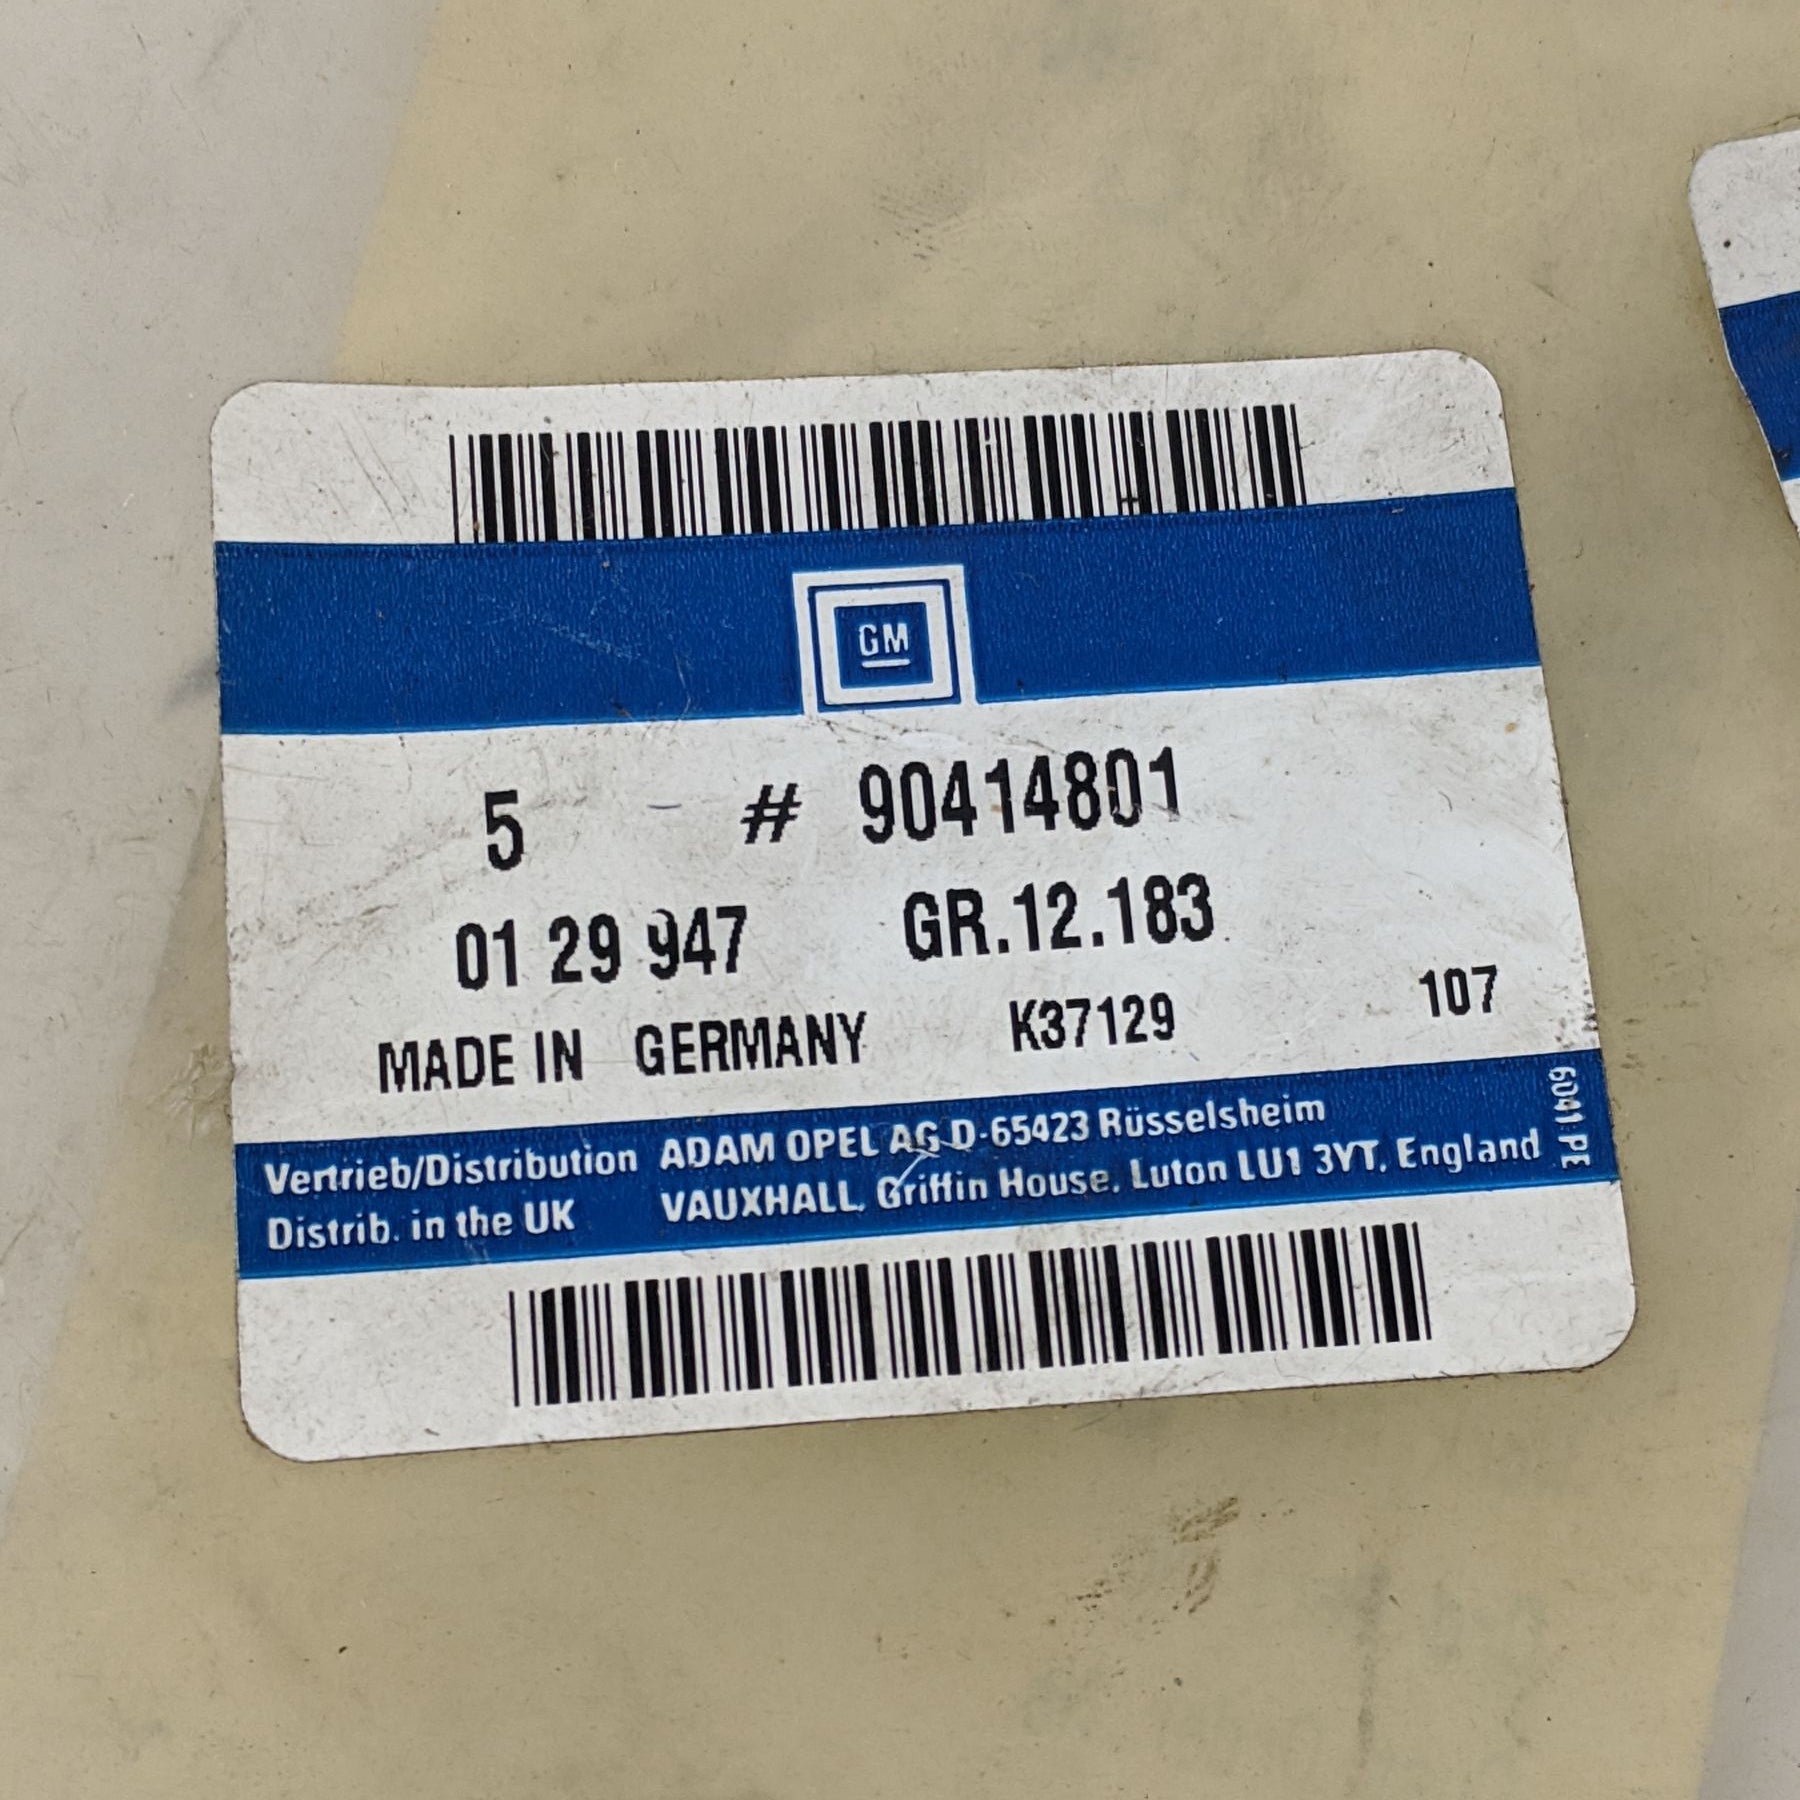 GM
5 # 90414801
01 29 947 GR.12.183
MADE IN GERMANY K37129 107
Vertrieb/Distribution ADAM OPEL AG D-65423 Rüsselsheim
Distrib. in the UK VAUXHALL, Griffin House, Luton LU1 3YT, England
6041 PE